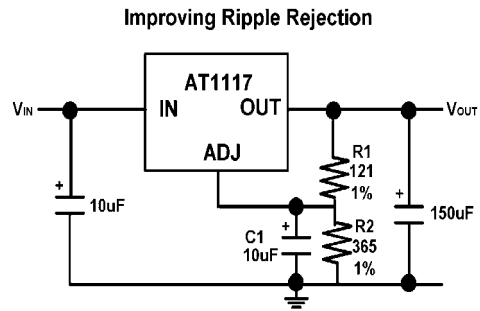 Improving Ripple Rejection
AT1117
VIN
IN
OUT
VOUT
ADJ
R1
121
1%
+
10uF
+
150uF
C1
10uF
+
R2
365
1%